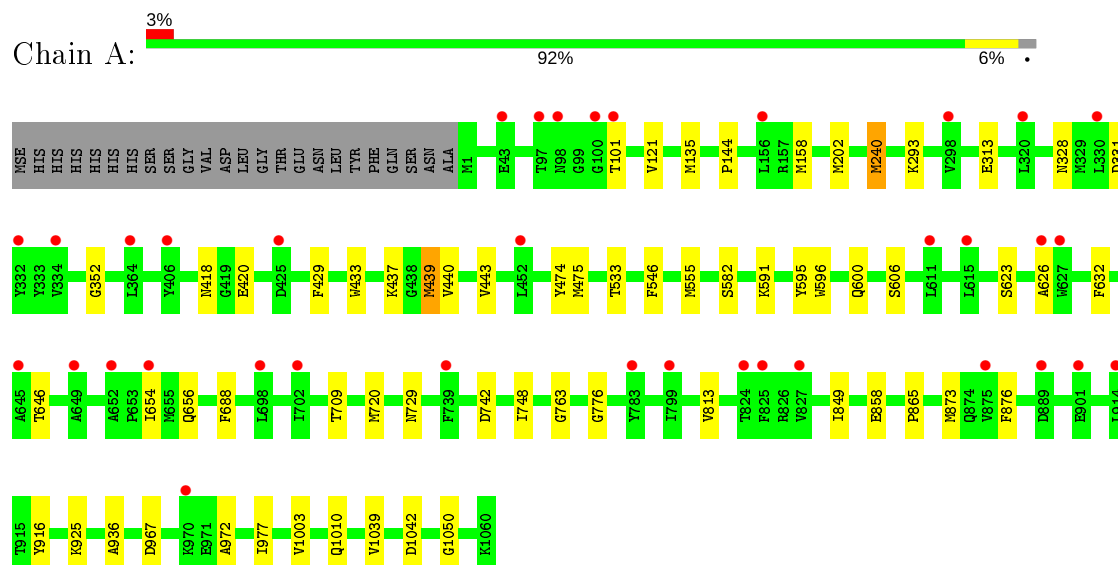 3%
Chain A:
92% 6% •
MSE HIS HIS HIS HIS HIS HIS SER SER GLY VAL ASP LEU GLY THR GLU ASN LEU TYR PHE GLN SER ASN ALA M1 E43 T97 N98 G99 G100 T101 V121 M135 P144 L156 R157 M158 M202 M240 K293 V298 E313 L320 N328 M329 L330 D331
Y332 Y333 V334 G352 L364 Y406 N418 G419 E420 D425 F429 W433 K437 G438 M439 V440 V443 L452 Y474 M475 T533 F546 M555 S582 K591 Y595 W596 Q600 S606 L611 L615 S623 A626 W627 F632
A645 T646 A649 A652 P653 I654 M655 Q656 F688 L698 I702 T709 M720 N729 F739 D742 I748 G763 G776 Y783 I799 V813 T824 F825 R826 V827 I849 E858 P865 M873 Q874 V875 F876 D889 E901 I914
T915 Y916 K925 A936 D967 K970 E971 A972 I977 V1003 Q1010 V1039 D1042 G1050 K1060